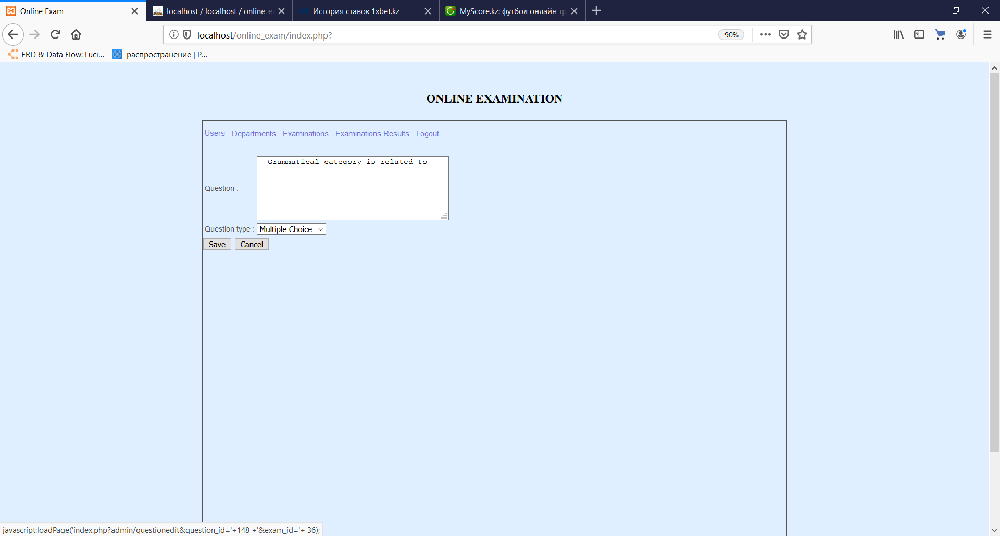 Online Exam
localhost / localhost / online_e
История ставок 1xbet.kz
MyScore.kz: футбол онлайн тр
localhost/online_exam/index.php?
90%
ERD & Data Flow: Luci...
распространение | P...
ONLINE EXAMINATION
Users Departments Examinations Examinations Results Logout
Grammatical category is related to
Question :
Question type : Multiple Choice
Save Cancel
javascript:loadPage('index.php?admin/questionedit&question_id='+148 +'&exam_id='+ 36);